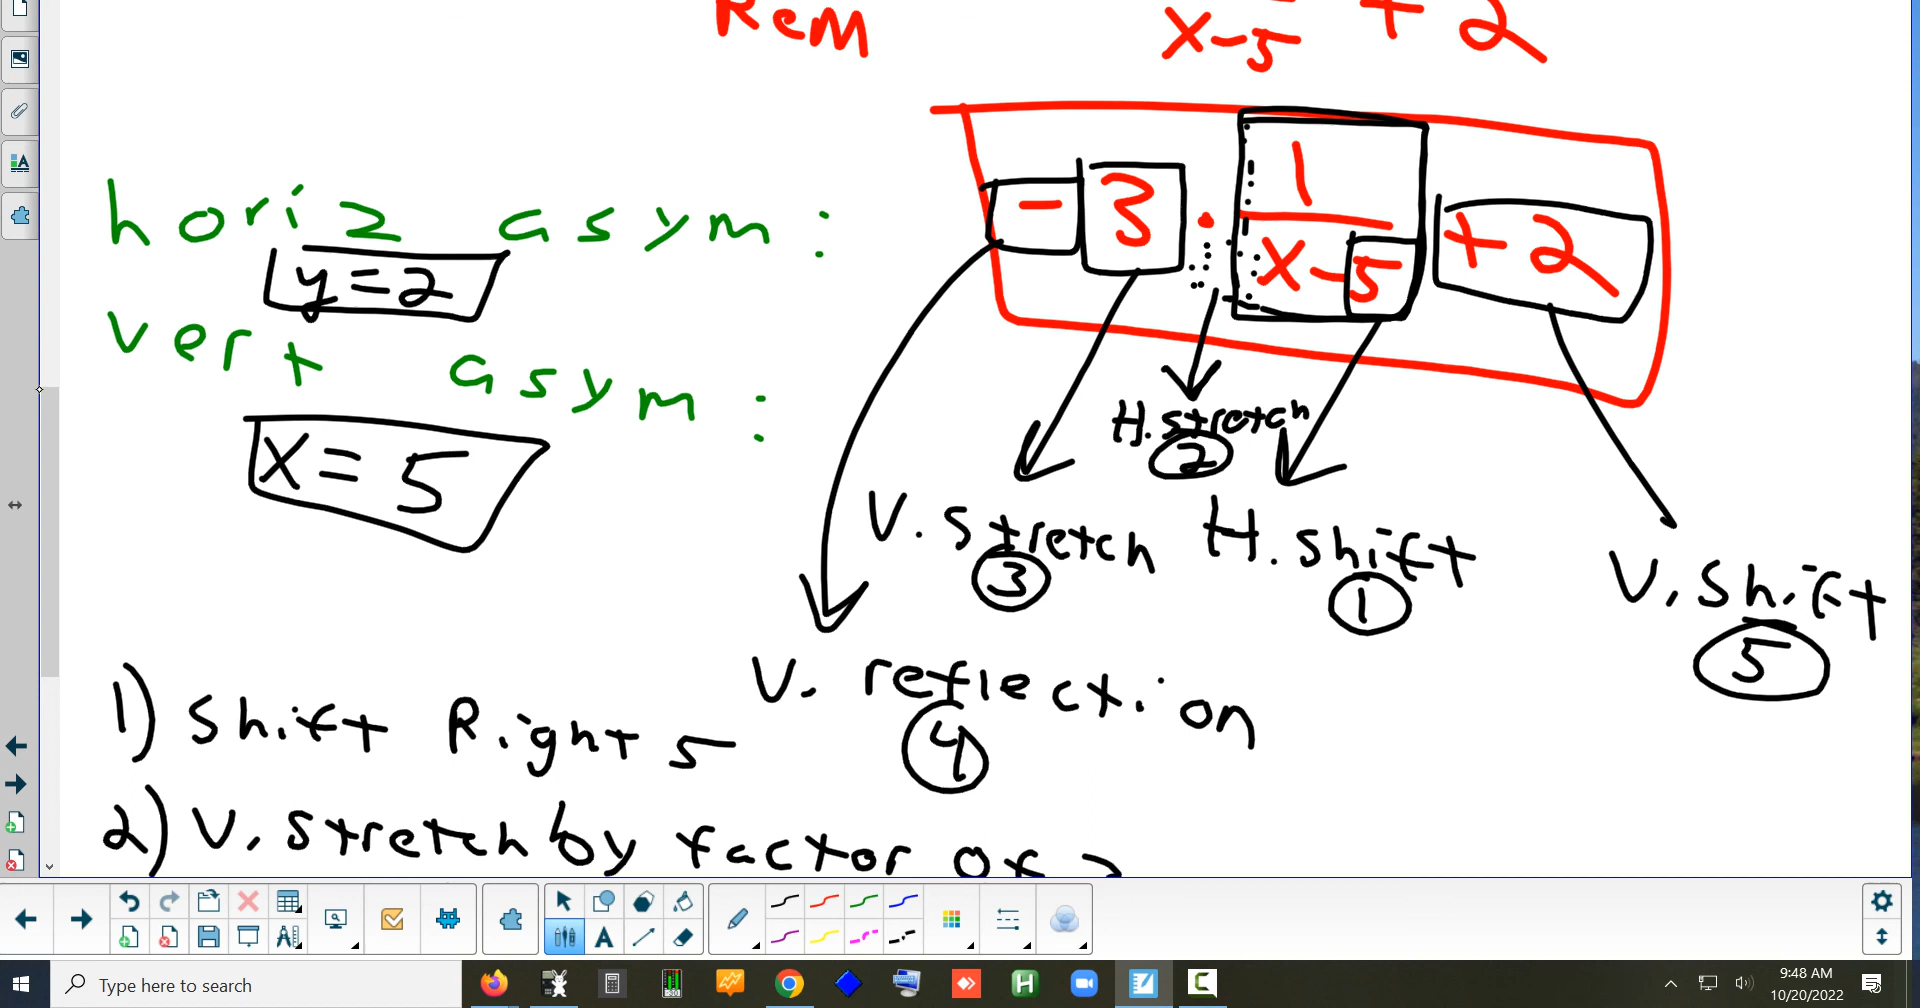 Rem
x-5 + 2
- 3 · 1/x-5 + 2
horiz asym:
y=2
vert asym:
x = 5
H. stretch
2
V. stretch
3
H. shift
1
V. shift
5
V. reflection
4
1) Shift Right 5
2) V. stretch by factor of
Type here to search
9:48 AM
10/20/2022